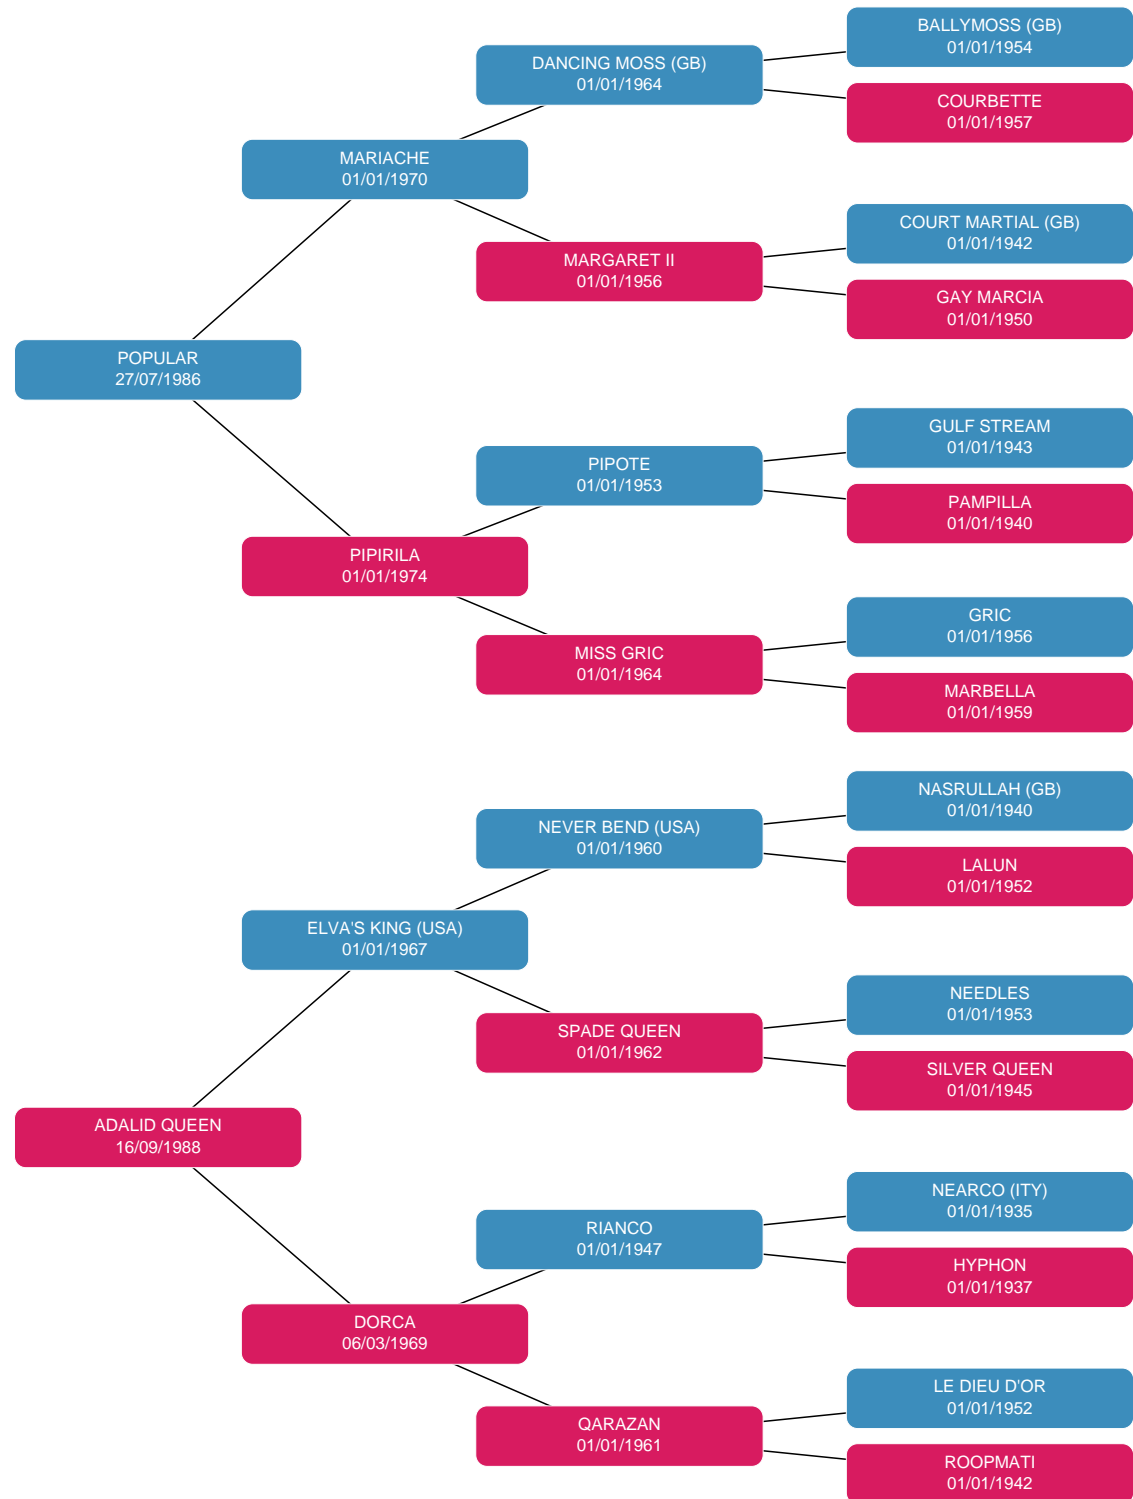 BALLYMOSS (GB)
01/01/1954
DANCING MOSS (GB)
01/01/1964
COURBETTE
01/01/1957
MARIACHE
01/01/1970
COURT MARTIAL (GB)
01/01/1942
MARGARET II
01/01/1956
GAY MARCIA
01/01/1950
POPULAR
27/07/1986
GULF STREAM
01/01/1943
PIPOTE
01/01/1953
PAMPILLA
01/01/1940
PIPIRILA
01/01/1974
GRIC
01/01/1956
MISS GRIC
01/01/1964
MARBELLA
01/01/1959
NASRULLAH (GB)
01/01/1940
NEVER BEND (USA)
01/01/1960
LALUN
01/01/1952
ELVA'S KING (USA)
01/01/1967
NEEDLES
01/01/1953
SPADE QUEEN
01/01/1962
SILVER QUEEN
01/01/1945
ADALID QUEEN
16/09/1988
NEARCO (ITY)
01/01/1935
RIANCO
01/01/1947
HYPHON
01/01/1937
DORCA
06/03/1969
LE DIEU D'OR
01/01/1952
QARAZAN
01/01/1961
ROOPMATI
01/01/1942